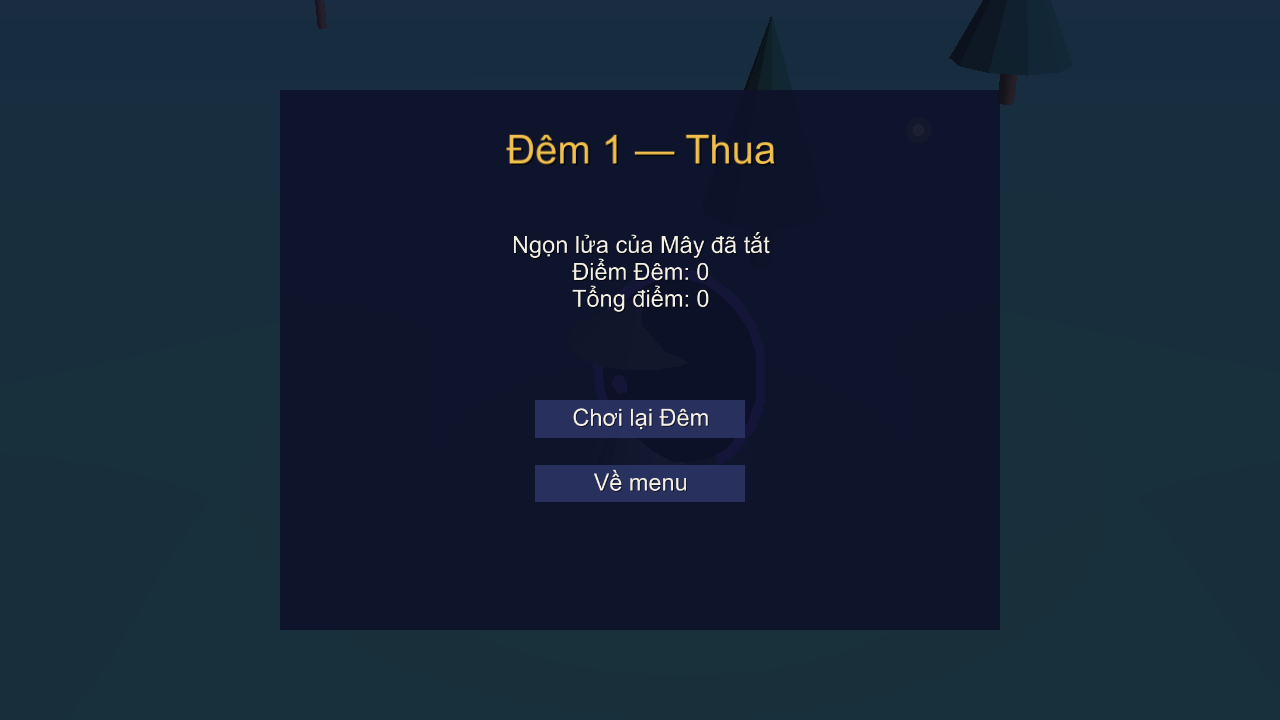 Đêm 1 — Thua
Ngọn lửa của Mây đã tắt
Điểm Đêm: 0
Tổng điểm: 0
Chơi lại Đêm
Về menu